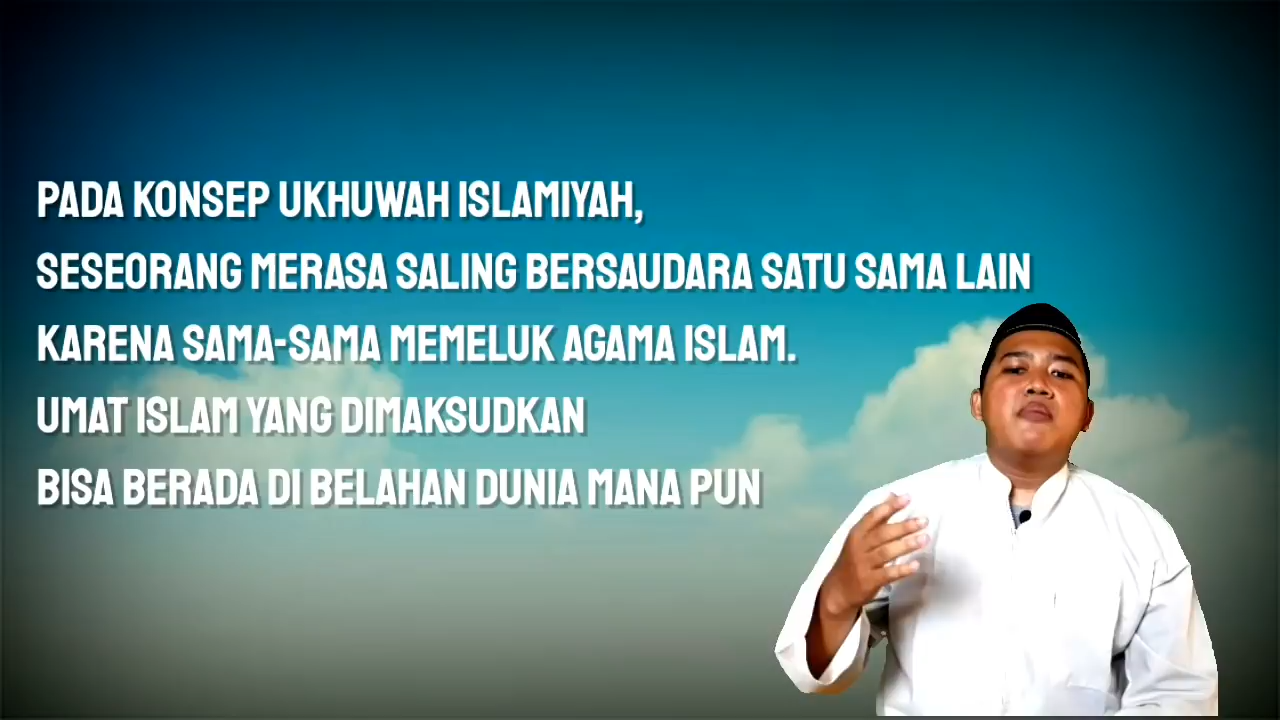 PADA KONSEP UKHUWAH ISLAMIYAH,
SESEORANG MERASA SALING BERSAUDARA SATU SAMA LAIN
KARENA SAMA-SAMA MEMELUK AGAMA ISLAM.
UMAT ISLAM YANG DIMAKSUDKAN
BISA BERADA DI BELAHAN DUNIA MANA PUN